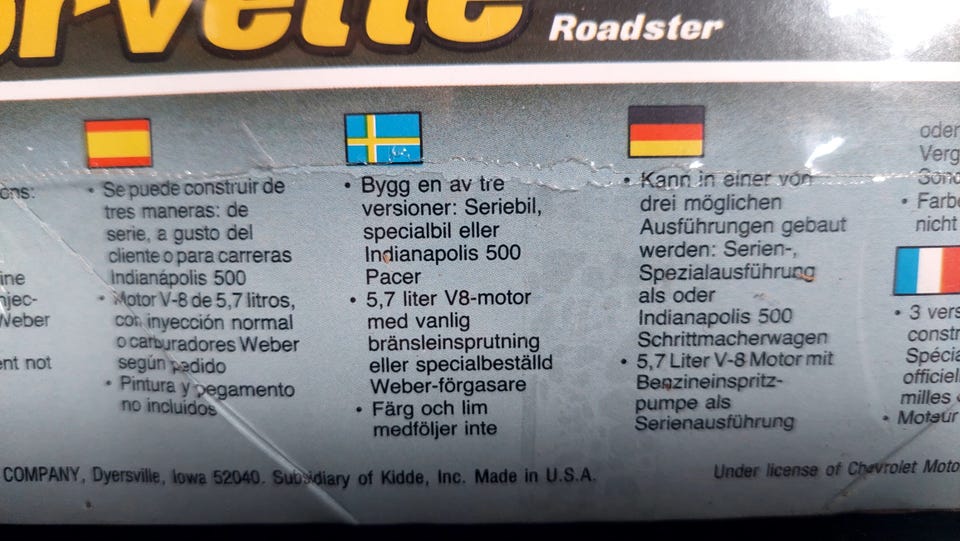 orvette
Roadster
ons:
ine
njec-
Weber
ent not
• Se puede construir de
tres maneras: de
serie, a gusto del
cliente o para carreras
Indianápolis 500
• Motor V-8 de 5,7 litros,
con inyección normal
o carburadores Weber
según pedido
• Pintura y pegamento
no incluidos
• Bygg en av tre
versioner: Seriebil,
specialbil eller
Indianapolis 500
Pacer
• 5,7 liter V8-motor
med vanlig
bränsleinsprutning
eller specialbeställd
Weber-förgasare
• Färg och lim
medföljer inte
• Kann in einer von
drei möglichen
Ausführungen gebaut
werden: Serien-,
Spezialausführung
als oder
Indianapolis 500
Schrittmacherwagen
• 5,7 Liter V-8 Motor mit
Benzineinspritz-
pumpe als
Serienausführung
oder
Verg
Sond
• Farbe
nicht
• 3 vers
constr
Spécia
officiel
milles
• Moteur
COMPANY, Dyersville, Iowa 52040. Subsidiary of Kidde, Inc. Made in U.S.A.
Under license of Chevrolet Moto